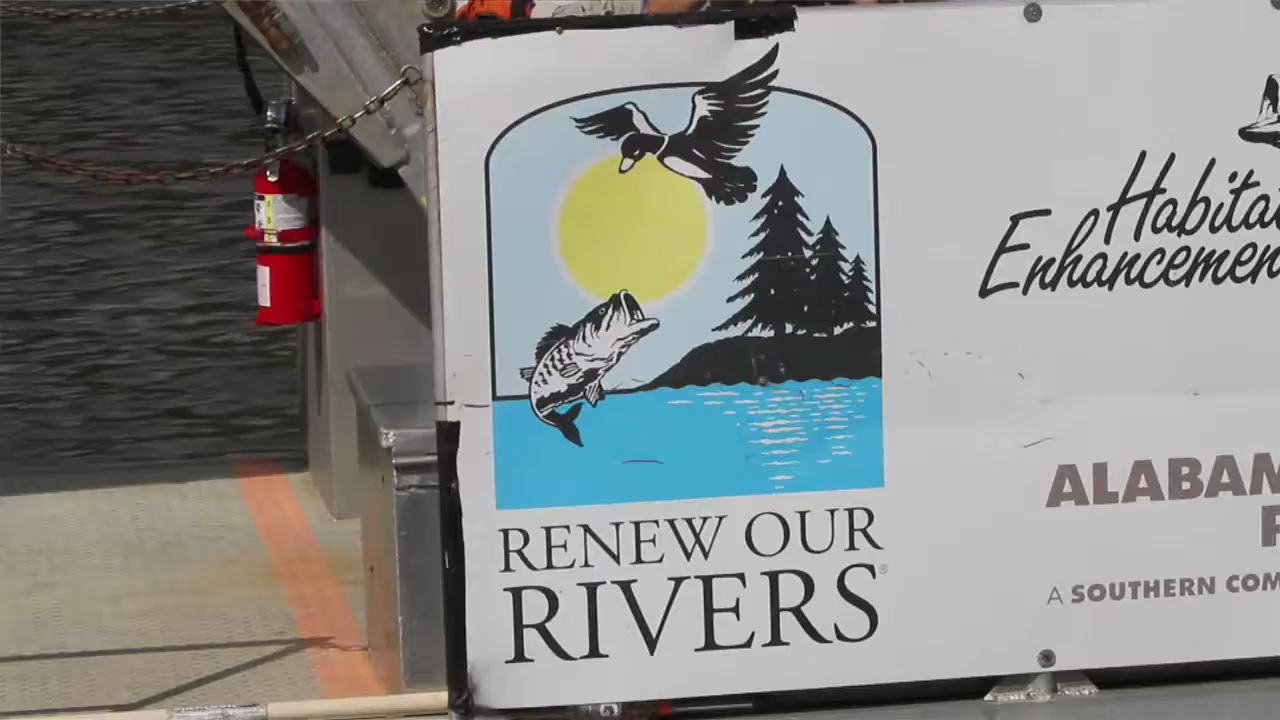 RENEW OUR
RIVERS®
Habita
Enhancemen
ALABAM
A SOUTHERN COM